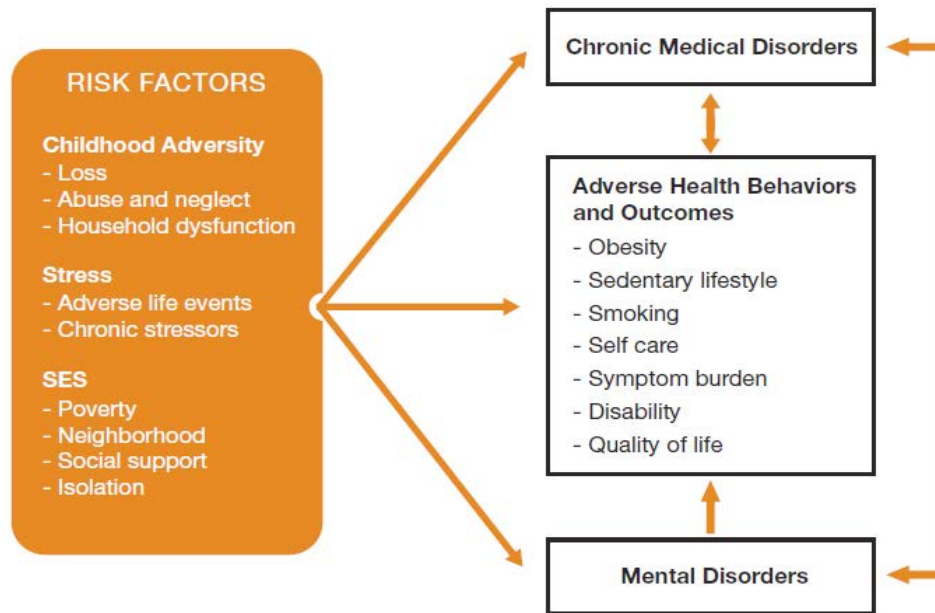 RISK FACTORS
Childhood Adversity
- Loss
- Abuse and neglect
- Household dysfunction
Stress
- Adverse life events
- Chronic stressors
SES
- Poverty
- Neighborhood
- Social support
- Isolation
Chronic Medical Disorders
Adverse Health Behaviors
and Outcomes
- Obesity
- Sedentary lifestyle
- Smoking
- Self care
- Symptom burden
- Disability
- Quality of life
Mental Disorders